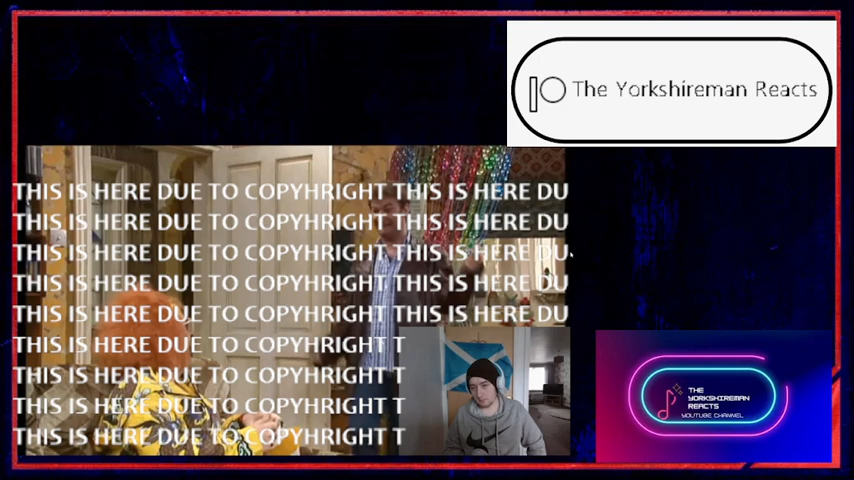 The Yorkshireman Reacts
THIS IS HERE DUE TO COPYHRIGHT THIS IS HERE DU
THIS IS HERE DUE TO COPYHRIGHT THIS IS HERE DU
THIS IS HERE DUE TO COPYHRIGHT THIS IS HERE DU
THIS IS HERE DUE TO COPYHRIGHT THIS IS HERE DU
THIS IS HERE DUE TO COPYHRIGHT THIS IS HERE DU
THIS IS HERE DUE TO COPYHRIGHT T
THIS IS HERE DUE TO COPYHRIGHT T
THIS IS HERE DUE TO COPYHRIGHT T
THIS IS HERE DUE TO COPYHRIGHT T
THE
YORKSHIREMAN
REACTS
YOUTUBE CHANNEL